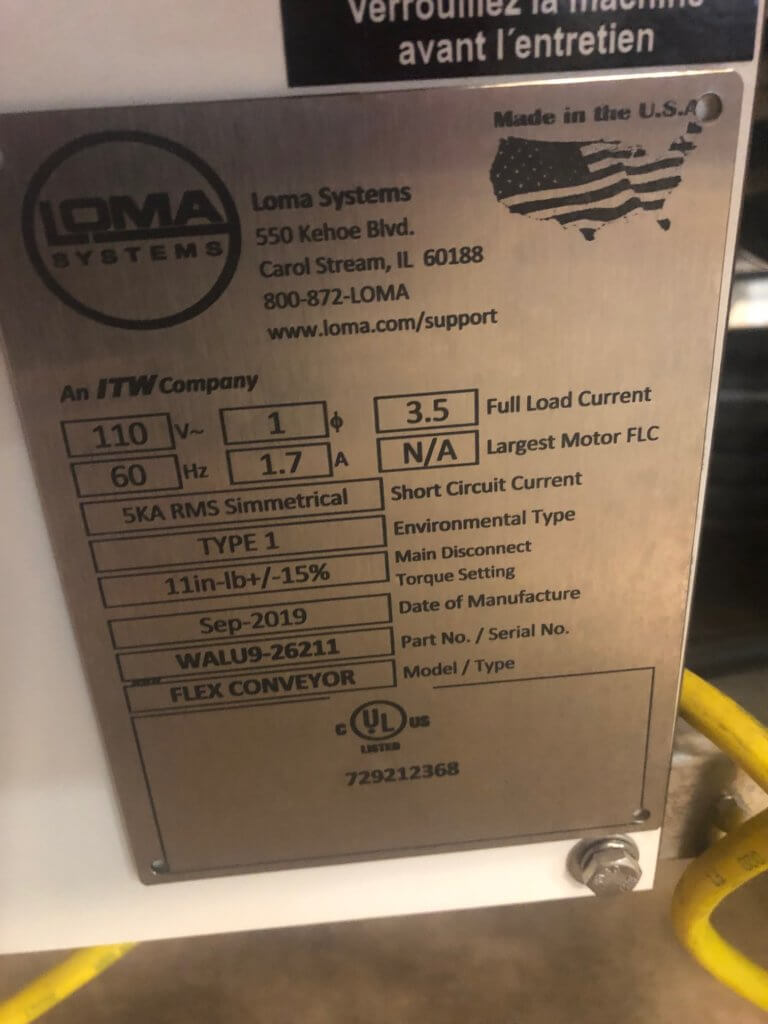 Verrouillez la machine
avant l´entretien
Made in the U.S.A
LOMA
SYSTEMS
Loma Systems
550 Kehoe Blvd.
Carol Stream, IL 60188
800-872-LOMA
www.loma.com/support
An ITW Company
110 V~ 1 ϕ 3.5 Full Load Current
60 Hz 1.7 A N/A Largest Motor FLC
5KA RMS Simmetrical Short Circuit Current
TYPE 1 Environmental Type
11in-lb+/-15% Main Disconnect
Torque Setting
Sep-2019 Date of Manufacture
WALU9-26211 Part No. / Serial No.
FLEX CONVEYOR Model / Type
C UL US
LISTED
729212368